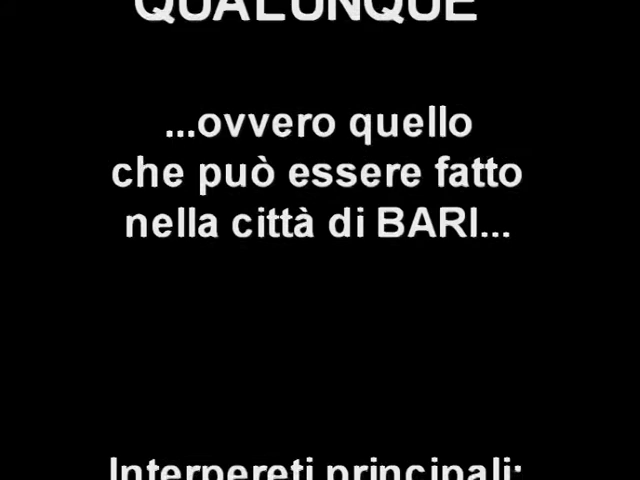 QUALUNQUE
...ovvero quello
che può essere fatto
nella città di BARI...
Interpereti principali: